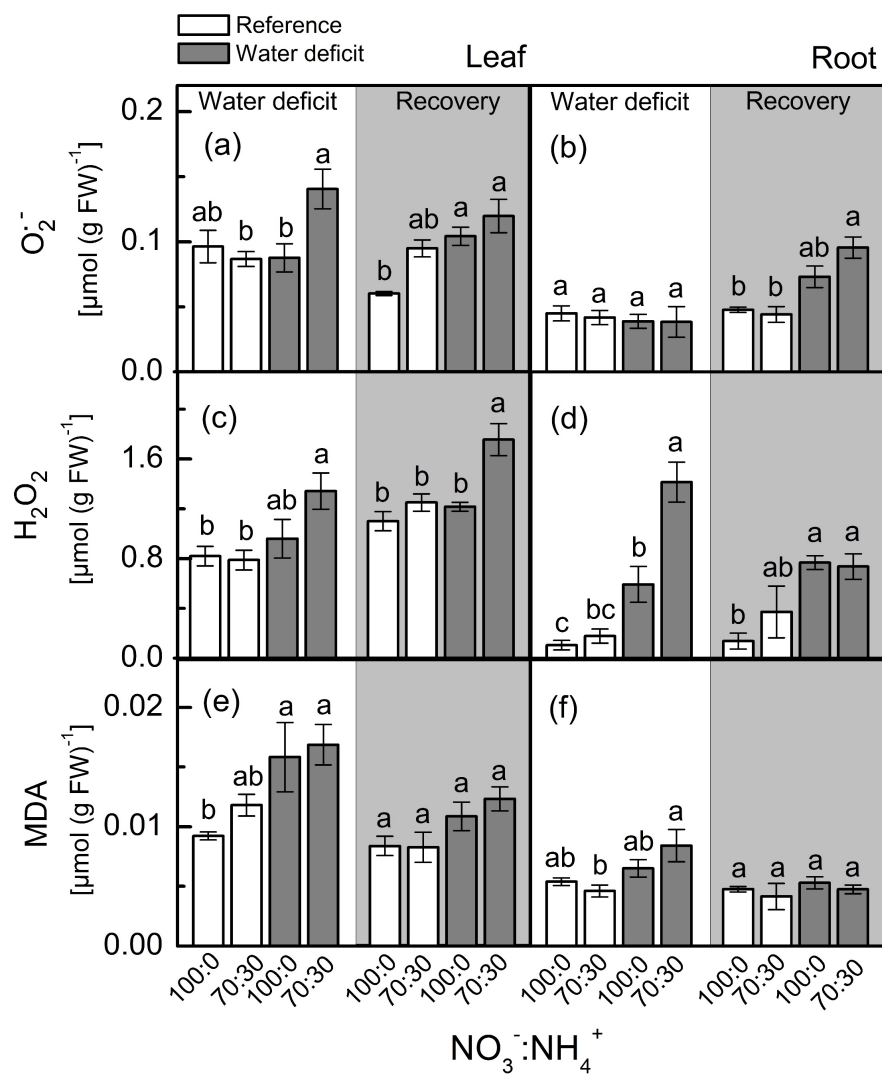 Reference
Water deficit
Leaf Root
Water deficit Recovery Water deficit Recovery
0.2
(a) (b)
a
ab b b
ab a a
b
a a a a
b b ab a
O₂·⁻
[µmol (g FW)⁻¹]
0.1
0.0
(c) (d)
a
a
a
ab
b b
b b b
b
c bc
a a
ab
b
H₂O₂
[µmol (g FW)⁻¹]
1.6
0.8
0.0
(e) (f)
a a
ab
b
a a a a
ab b ab a
a a a a
MDA
[µmol (g FW)⁻¹]
0.02
0.01
0.00
100:0 70:30 100:0 70:30 100:0 70:30 100:0 70:30 100:0 70:30 100:0 70:30 100:0 70:30 100:0 70:30
NO₃⁻:NH₄⁺